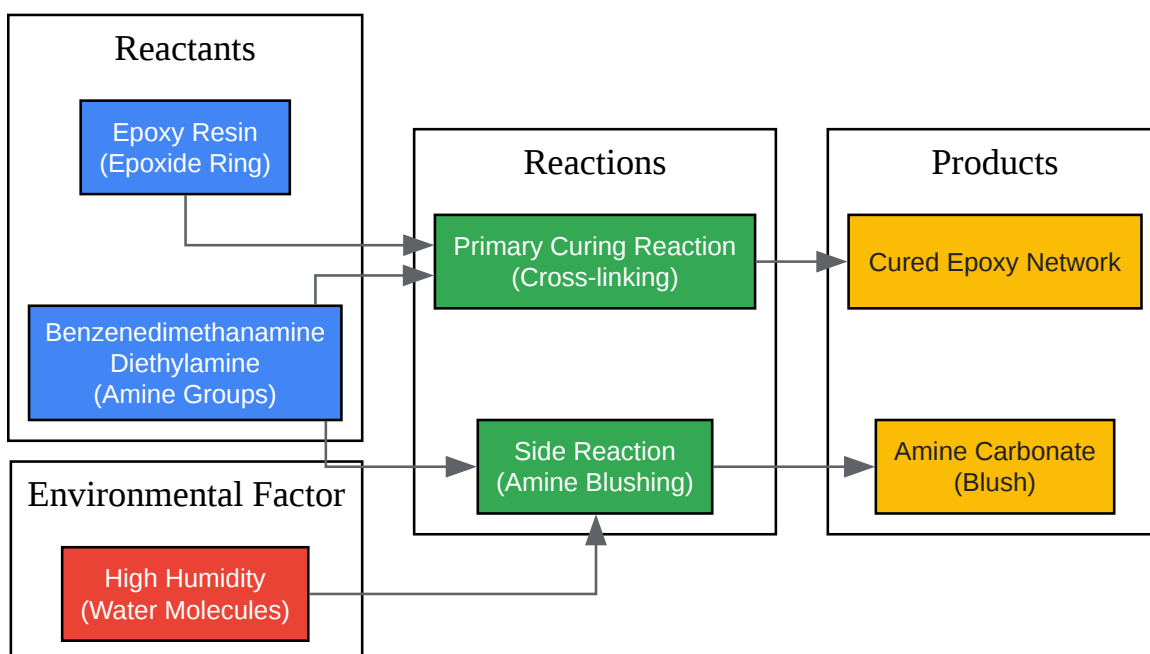 Reactants
Epoxy Resin
(Epoxide Ring)
Benzenedimethanamine
Diethylamine
(Amine Groups)
Environmental Factor
High Humidity
(Water Molecules)
Reactions
Primary Curing Reaction
(Cross-linking)
Side Reaction
(Amine Blushing)
Products
Cured Epoxy Network
Amine Carbonate
(Blush)